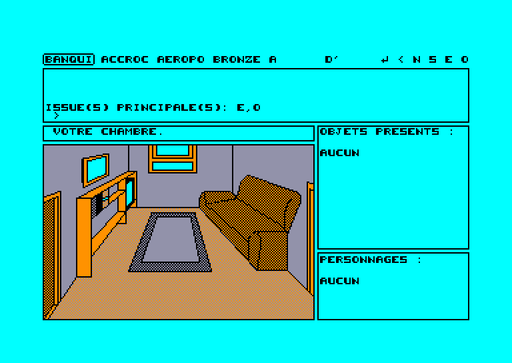 BANQUI ACCROC AEROPO BRONZE A D' ↵ < N S E O
ISSUE(S) PRINCIPALE(S): E,O
>
VOTRE CHAMBRE.
OBJETS PRESENTS :
AUCUN
PERSONNAGES :
AUCUN